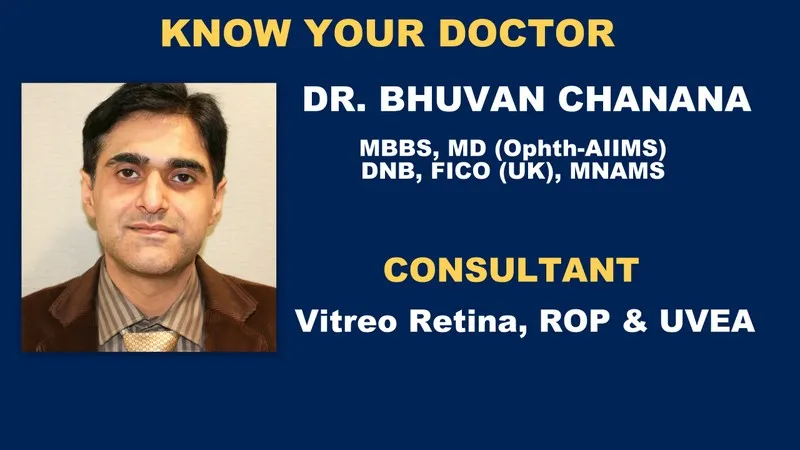 KNOW YOUR DOCTOR
DR. BHUVAN CHANANA
MBBS, MD (Ophth-AIIMS)
DNB, FICO (UK), MNAMS
CONSULTANT
Vitreo Retina, ROP & UVEA